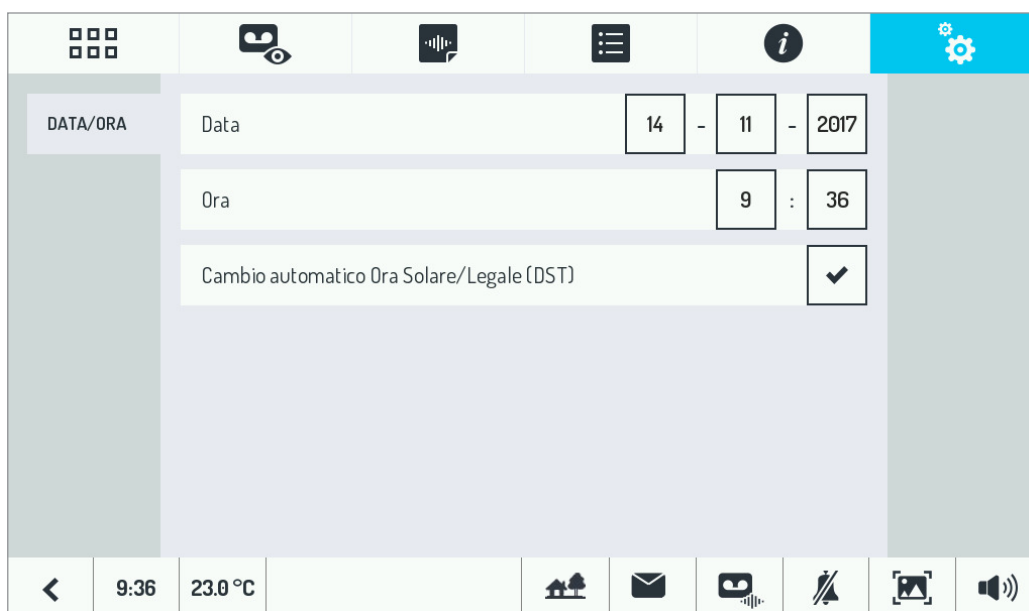 DATA/ORA
Data 14 - 11 - 2017
Ora 9 : 36
Cambio automatico Ora Solare/Legale (DST)
9:36 23.0 °C